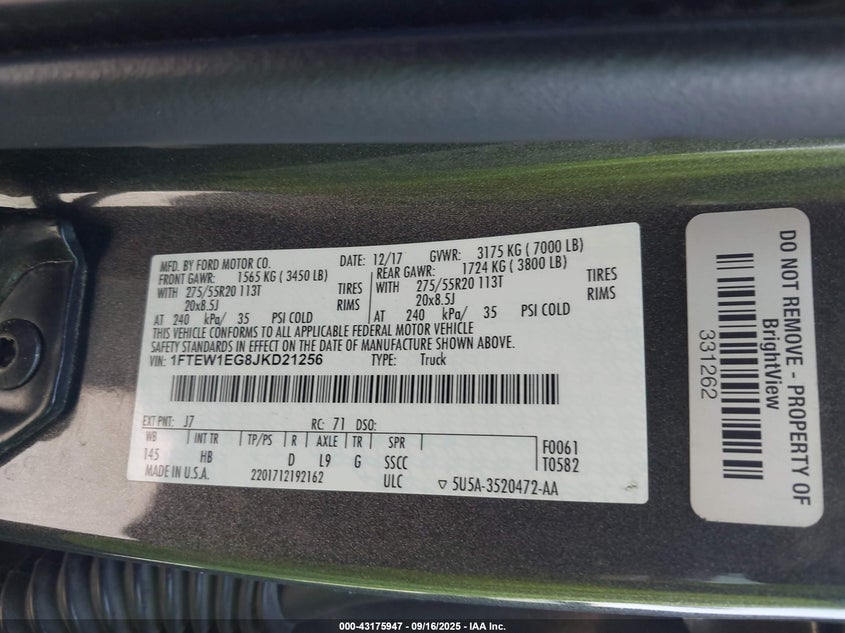 MFD. BY FORD MOTOR CO.
DATE: 12/17
GVWR: 3175 KG ( 7000 LB)
FRONT GAWR: 1565 KG ( 3450 LB)
REAR GAWR: 1724 KG ( 3800 LB)
WITH 275/55R20 113T TIRES
WITH 275/55R20 113T TIRES
20x8.5J RIMS
20x8.5J RIMS
AT 240 kPa/ 35 PSI COLD
AT 240 kPa/ 35 PSI COLD
THIS VEHICLE CONFORMS TO ALL APPLICABLE FEDERAL MOTOR VEHICLE
SAFETY STANDARDS IN EFFECT ON THE DATE OF MANUFACTURE SHOWN ABOVE.
VIN: 1FTEW1EG8JKD21256 TYPE: Truck
EXT PNT: J7 RC: 71 DSO:
WB INT TR TP/PS R AXLE TR SPR
145 HB D L9 G SSCC
F0061
T0582
MADE IN U.S.A. 2201712192162 ULC ▽ 5U5A-3520472-AA
DO NOT REMOVE - PROPERTY OF
BrightView
331262
000-43175947 - 09/16/2025 - IAA Inc.